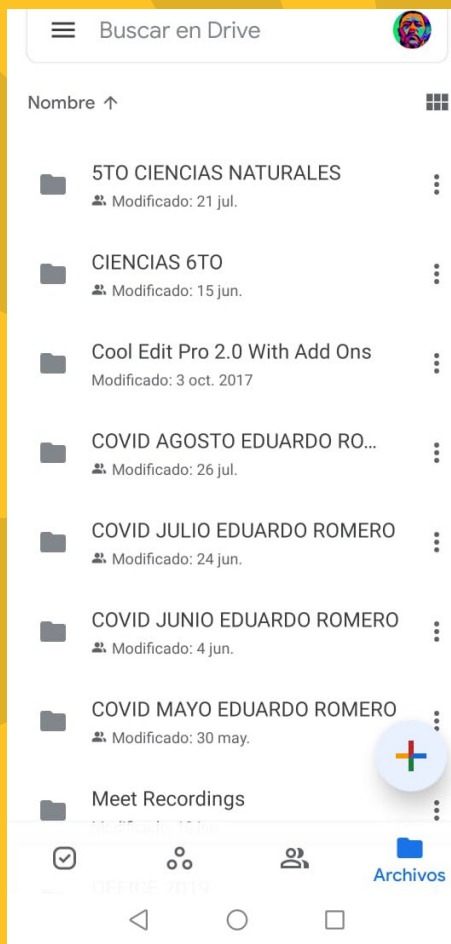 Buscar en Drive
Nombre ↑
5TO CIENCIAS NATURALES
Modificado: 21 jul.
CIENCIAS 6TO
Modificado: 15 jun.
Cool Edit Pro 2.0 With Add Ons
Modificado: 3 oct. 2017
COVID AGOSTO EDUARDO RO...
Modificado: 26 jul.
COVID JULIO EDUARDO ROMERO
Modificado: 24 jun.
COVID JUNIO EDUARDO ROMERO
Modificado: 4 jun.
COVID MAYO EDUARDO ROMERO
Modificado: 30 may.
Meet Recordings
OFFICE 2019
Archivos